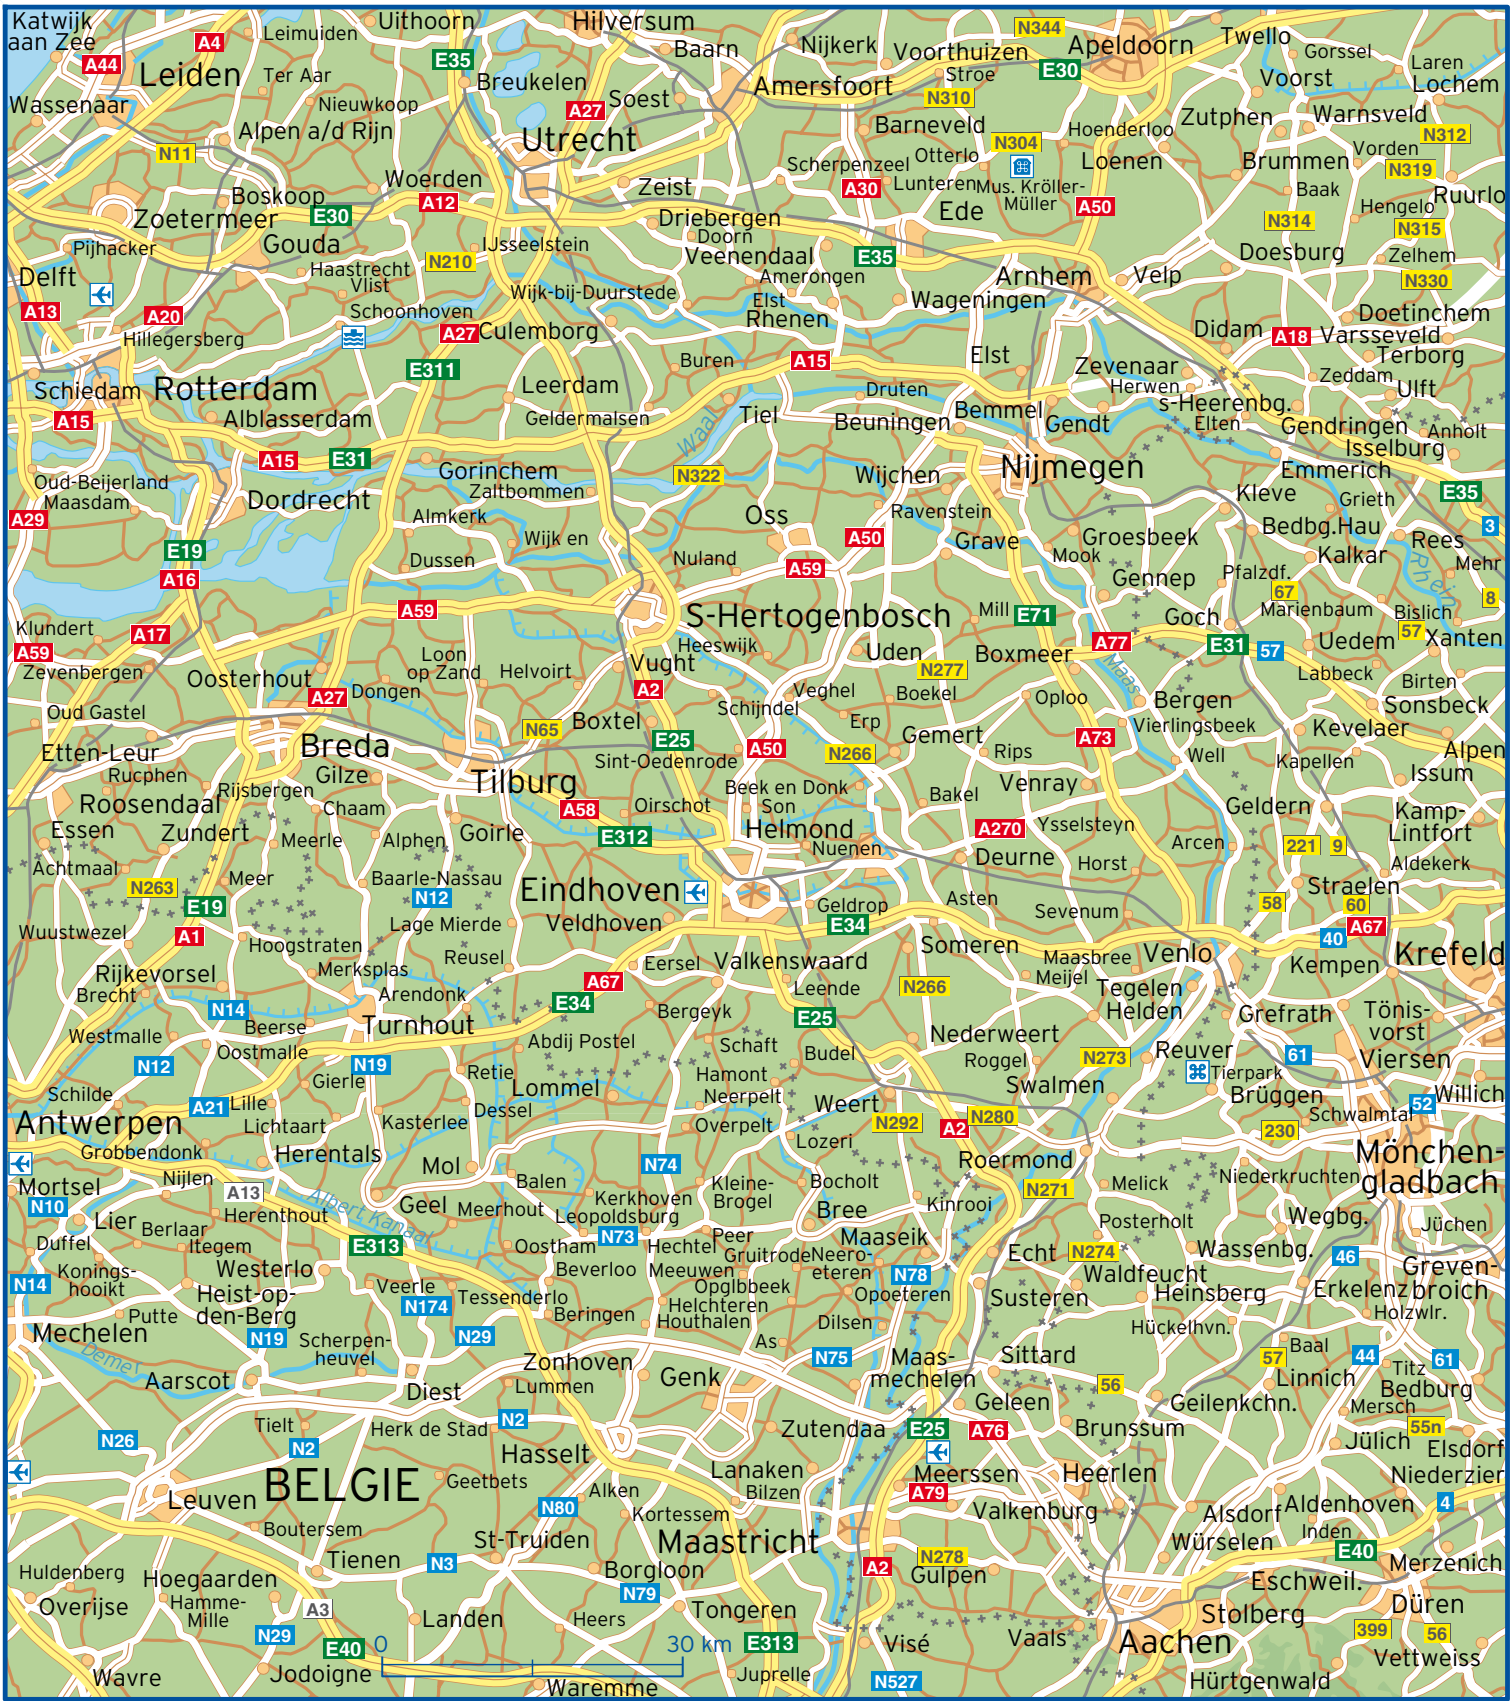 Katwijk
aan Zee
A4
A44
Leiden
Leimuiden
Uithoorn
E35
Hilversum
Baarn
Nijkerk
Voorthuizen
N344
Apeldoorn
Twello
Gorssel
Laren
Lochem
Ter Aar
Breukelen
Amersfoort
Stroe
E30
Voorst
Wassenaar
Nieuwkoop
A27
Soest
N310
Alpen a/d Rijn
Utrecht
Barneveld
N304
Hoenderloo
Zutphen
Warnsveld
N312
N11
Scherpenzeel
Otterlo
Loenen
Brummen
Vorden
N319
Boskoop
Woerden
Zeist
A30
Lunteren
Mus. Kröller-
Müller
Baak
Ruurlo
Zoetermeer
E30
A12
Driebergen
Ede
A50
N314
Hengelo
N315
Pijnacker
Gouda
IJsselstein
Doorn
Veenendaal
E35
Doesburg
Zelhem
N210
Haastrecht
Vlist
Amerongen
Arnhem
Velp
N330
Delft
A13
A20
Schoonhoven
Wijk-bij-Duurstede
Elst
Rhenen
Wageningen
Doetinchem
Hillegersberg
A27
Culemborg
Didam
A18
Varsseveld
Terborg
E311
Buren
A15
Elst
Zevenaar
Herwen
Zeddam
Ulft
Schiedam
Rotterdam
Leerdam
Druten
s-Heerenbg.
A15
Alblasserdam
Geldermalsen
Waal
Tiel
Beuningen
Bemmel
Gendt
Elten
Gendringen
Anholt
Isselburg
A15
E31
Gorinchem
N322
Wijchen
Nijmegen
Emmerich
Oud-Beijerland
Maasdam
Dordrecht
Zaltbommen
Kleve
Grieth
E35
A29
Almkerk
Oss
Ravenstein
Bedbg.Hau
3
E19
Wijk en
A50
Grave
Groesbeek
Rees
Dussen
Nuland
A59
Mook
Kalkar
Mehr
A16
Gennep
Pfalzdf.
Rhein
67
8
A59
S-Hertogenbosch
Mill
E71
Goch
Marienbaum
Bislich
Klundert
A17
Heeswijk
57
Xanten
A59
Zevenbergen
Loon
op Zand
Helvoirt
Vught
Uden
Boxmeer
A77
E31
57
Uedem
Oosterhout
A27
Dongen
A2
N277
Maas
Labbeck
Birten
Veghel
Boekel
Oploo
Bergen
Sonsbeck
Oud Gastel
N65
Boxtel
Schijndel
Erp
Vierlingsbeek
Kevelaer
Etten-Leur
Breda
E25
A50
N266
Gemert
Rips
A73
Well
Alpen
Rucphen
Gilze
Sint-Oedenrode
Kapellen
Issum
Roosendaal
Rijsbergen
Tilburg
Beek en Donk
Son
Bakel
Venray
Essen
Zundert
Chaam
A58
Oirschot
Geldern
Kamp-
Lintfort
Meerle
Alphen
Goirle
E312
Helmond
Nuenen
A270
Ysselsteyn
Arcen
221
9
Achtmaal
Deurne
Horst
Aldekerk
N263
Meer
Baarle-Nassau
N12
Eindhoven
Straelen
E19
Geldrop
Asten
58
60
Lage Mierde
Veldhoven
E34
Sevenum
A67
Wuustwezel
A1
Hoogstraten
Reusel
Someren
40
Krefeld
Rijkevorsel
Merksplas
Eersel
Valkenswaard
Maasbree
Meijel
Venlo
Kempen
Brecht
Arendonk
A67
Leende
N266
Tegelen
N14
E34
Bergeyk
E25
Helden
Grefrath
Tönis-
vorst
Westmalle
Beerse
Turnhout
Abdij Postel
Schaft
Budel
Nederweert
Oostmalle
Reuver
61
Viersen
N12
N19
Retie
Roggel
N273
Tierpark
Schilde
Gierle
Lommel
Hamont
Neerpelt
Swalmen
Brüggen
Willich
Antwerpen
A21
Lille
Dessel
Weert
52
Lichtaart
Kasterlee
Overpelt
N292
A2
N280
230
Schwalmtal
Grobbendonk
Herentals
Lozeri
Mönchen-
gladbach
Mortsel
Nijlen
Mol
N74
Roermond
N10
A13
Albert Kanaal
Balen
Kleine-
Brogel
Bocholt
N271
Melick
Niederkruchten
Lier
Berlaar
Herenthout
Geel
Meerhout
Kerkhoven
Leopoldsburg
Bree
Kinrooi
Posterholt
Wegbg.
Jüchen
Duffel
Itegem
E313
Oostham
N73
Hechtel
Peer
Gruitrode
Maaseik
Neero-
eteren
Echt
N274
Wassenbg.
46
N14
Konings-
hooikt
Westerlo
Veerle
Beverloo
Meeuwen
Opglbbeek
N78
Waldfeucht
Greven-
broich
Heist-op-
den-Berg
N174
Tessenderlo
Opoeteren
Susteren
Heinsberg
Erkelenz
Putte
Beringen
Helchteren
Houthalen
Holzwlr.
Mechelen
N19
Scherpen-
heuvel
N29
Dilsen
Hückelhvn.
Demer
As
N75
Maas-
mechelen
Sittard
Baal
57
44
61
Aarscot
Zonhoven
Genk
Titz
Bedburg
Diest
Lummen
Geleen
56
Linnich
Tielt
N2
Herk de Stad
N2
Zutendaa
E25
A76
Brunssum
Geilenkchn.
Mersch
55n
N26
Hasselt
Jülich
Elsdorf
BELGIE
Geetbets
Lanaken
Meerssen
Heerlen
Niederzier
Leuven
Bilzen
A79
N80
Alken
Valkenburg
Alsdorf
Aldenhoven
4
Boutersem
Kortessem
Inden
St-Truiden
Maastricht
Würselen
E40
Tienen
N3
A2
N278
Merzenich
Huldenberg
Hoegaarden
Borgloon
Gulpen
Eschweil.
Overijse
Hamme-
Mille
N79
Düren
A3
Landen
Heers
Tongeren
Stolberg
N29
E40
0
30 km
E313
Visé
Vaals
Aachen
399
56
Wavre
Jodoigne
Waremme
Juprelle
N527
Hürtgenwald
Vettweiss